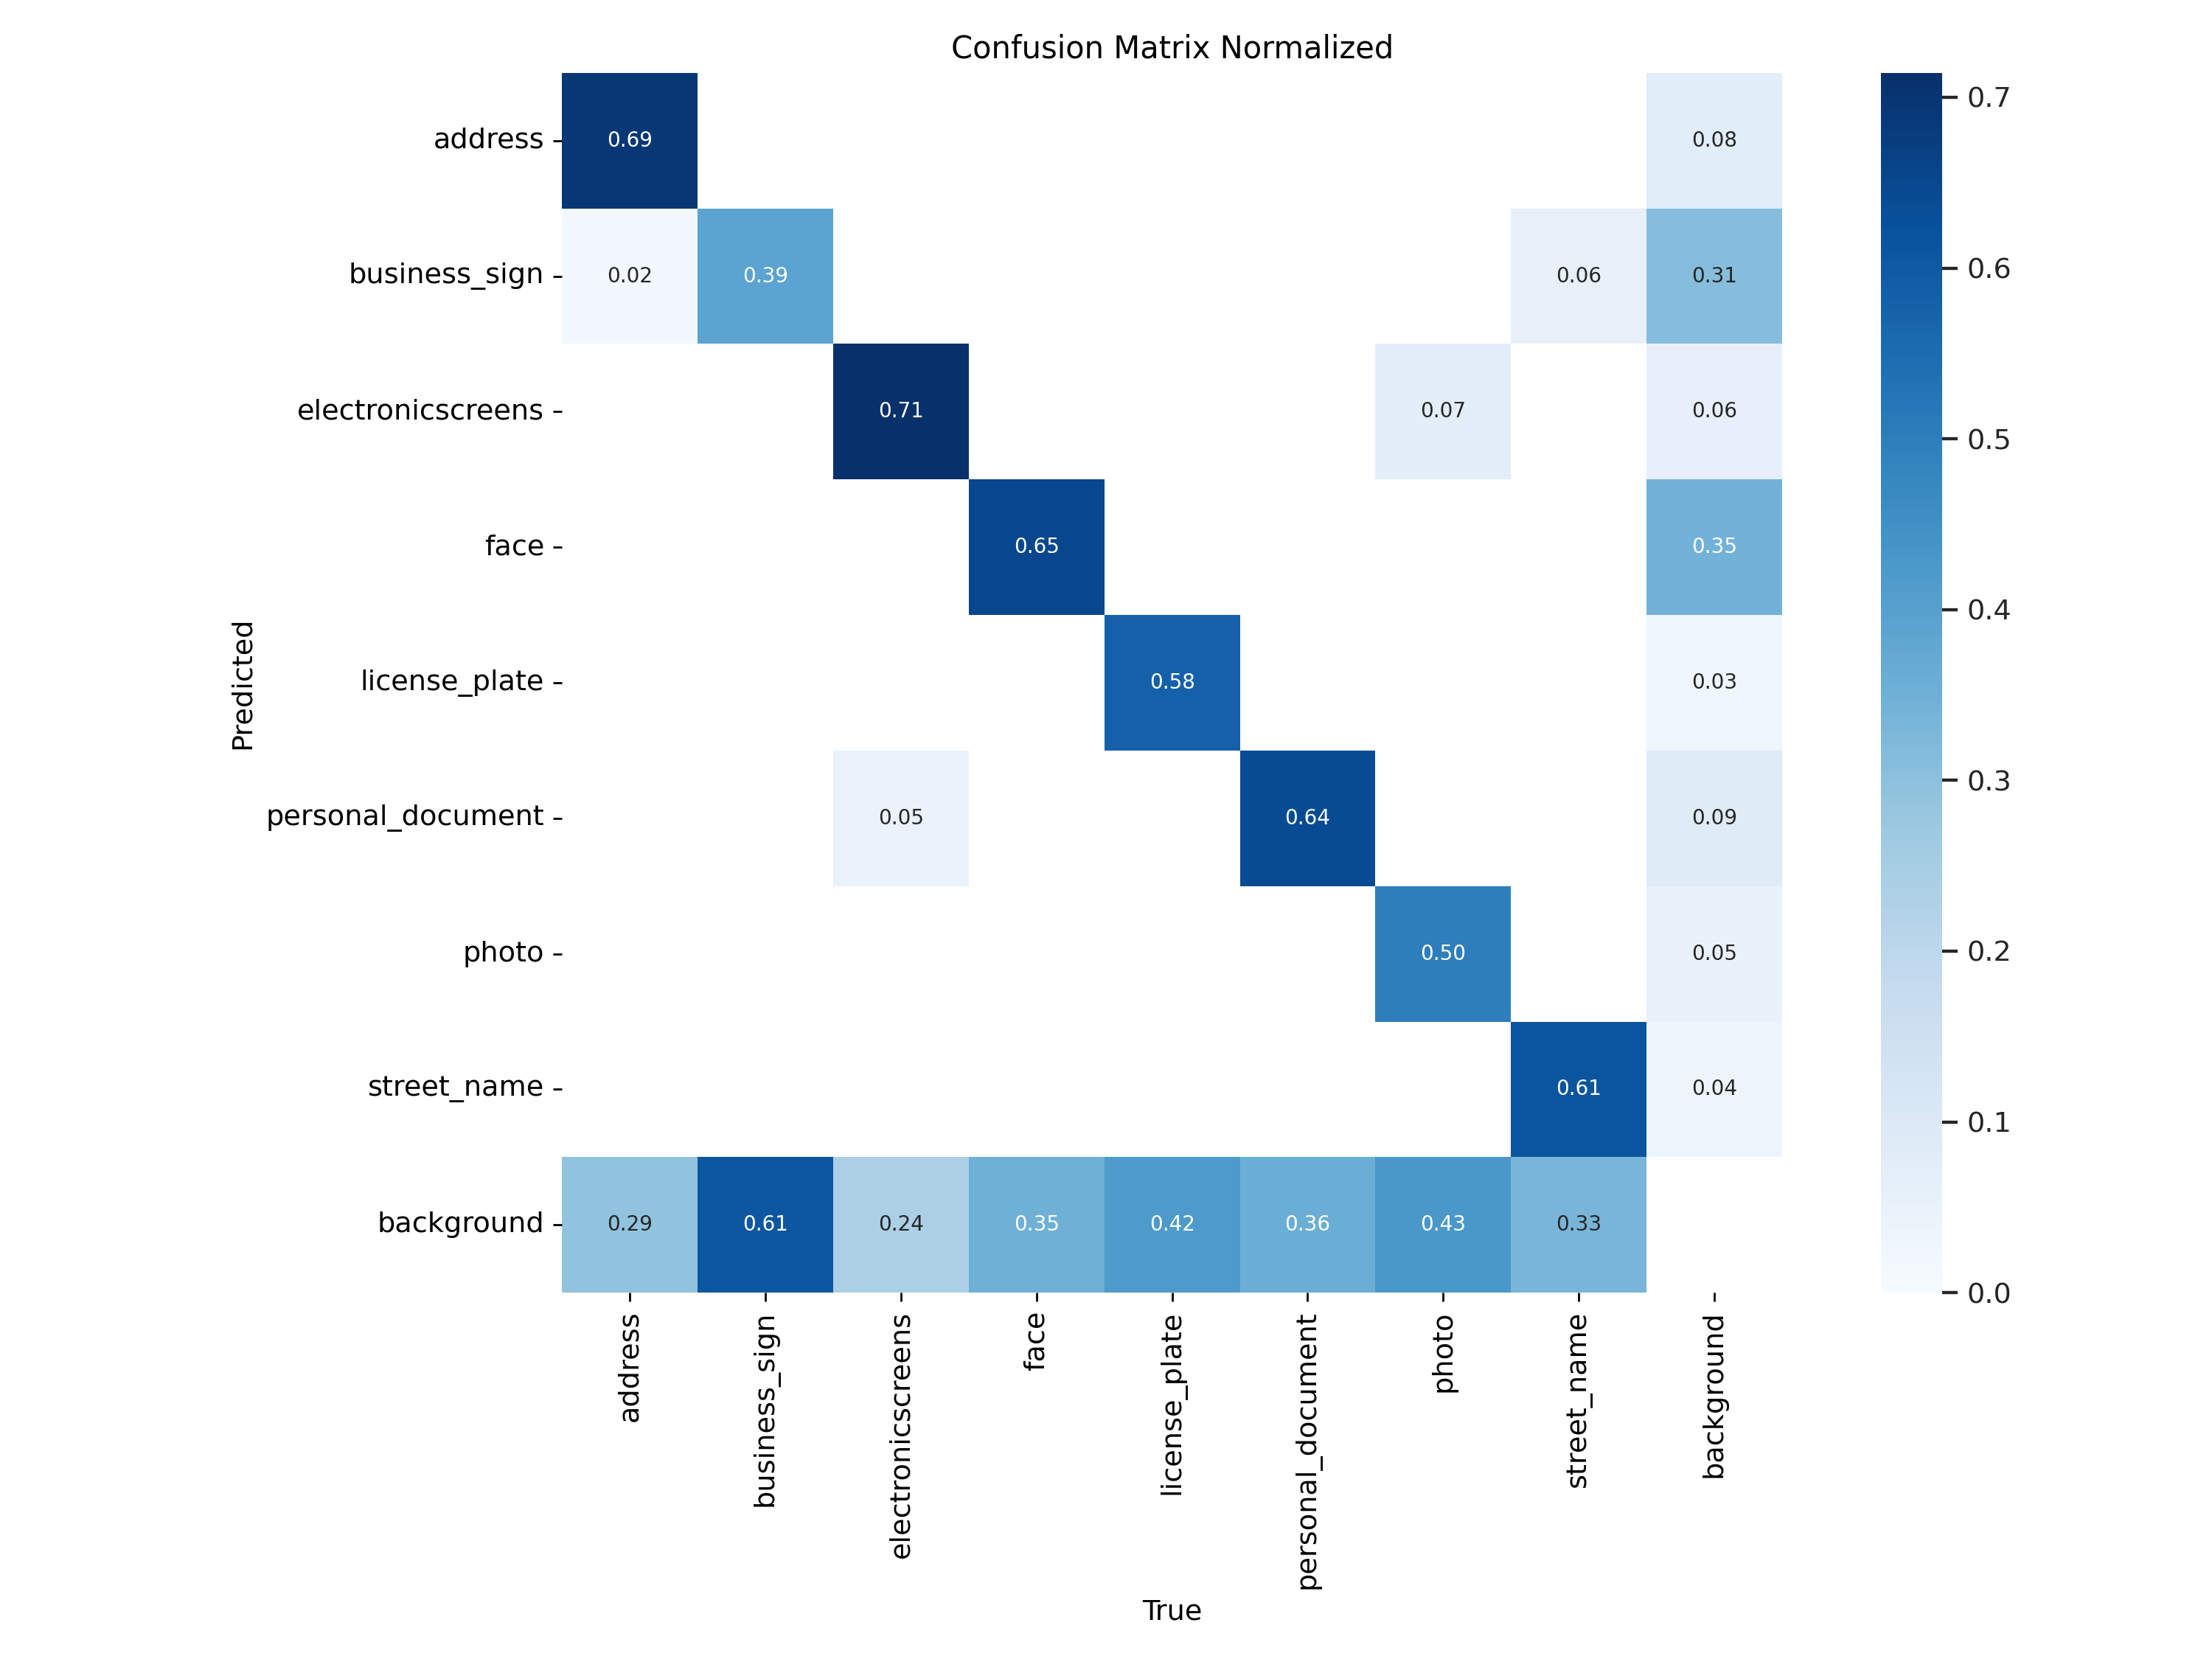 Confusion Matrix Normalized
address 0.69 0.08
business_sign 0.02 0.39 0.06 0.31
electronicscreens 0.71 0.07 0.06
face 0.65 0.35
license_plate 0.58 0.03
personal_document 0.05 0.64 0.09
photo 0.50 0.05
street_name 0.61 0.04
background 0.29 0.61 0.24 0.35 0.42 0.36 0.43 0.33
Predicted
address
business_sign
electronicscreens
face
license_plate
personal_document
photo
street_name
background
True
0.7
0.6
0.5
0.4
0.3
0.2
0.1
0.0